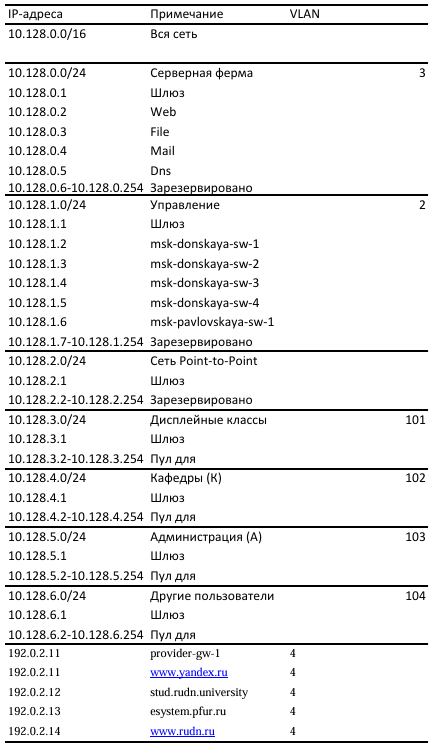 IP-адреса Примечание VLAN
10.128.0.0/16 Вся сеть
10.128.0.0/24 Серверная ферма 3
10.128.0.1 Шлюз
10.128.0.2 Web
10.128.0.3 File
10.128.0.4 Mail
10.128.0.5 Dns
10.128.0.6-10.128.0.254 Зарезервировано
10.128.1.0/24 Управление 2
10.128.1.1 Шлюз
10.128.1.2 msk-donskaya-sw-1
10.128.1.3 msk-donskaya-sw-2
10.128.1.4 msk-donskaya-sw-3
10.128.1.5 msk-donskaya-sw-4
10.128.1.6 msk-pavlovskaya-sw-1
10.128.1.7-10.128.1.254 Зарезервировано
10.128.2.0/24 Сеть Point-to-Point
10.128.2.1 Шлюз
10.128.2.2-10.128.2.254 Зарезервировано
10.128.3.0/24 Дисплейные классы 101
10.128.3.1 Шлюз
10.128.3.2-10.128.3.254 Пул для
10.128.4.0/24 Кафедры (К) 102
10.128.4.1 Шлюз
10.128.4.2-10.128.4.254 Пул для
10.128.5.0/24 Администрация (А) 103
10.128.5.1 Шлюз
10.128.5.2-10.128.5.254 Пул для
10.128.6.0/24 Другие пользователи 104
10.128.6.1 Шлюз
10.128.6.2-10.128.6.254 Пул для
192.0.2.11 provider-gw-1 4
192.0.2.11 www.yandex.ru 4
192.0.2.12 stud.rudn.university 4
192.0.2.13 esystem.pfur.ru 4
192.0.2.14 www.rudn.ru 4